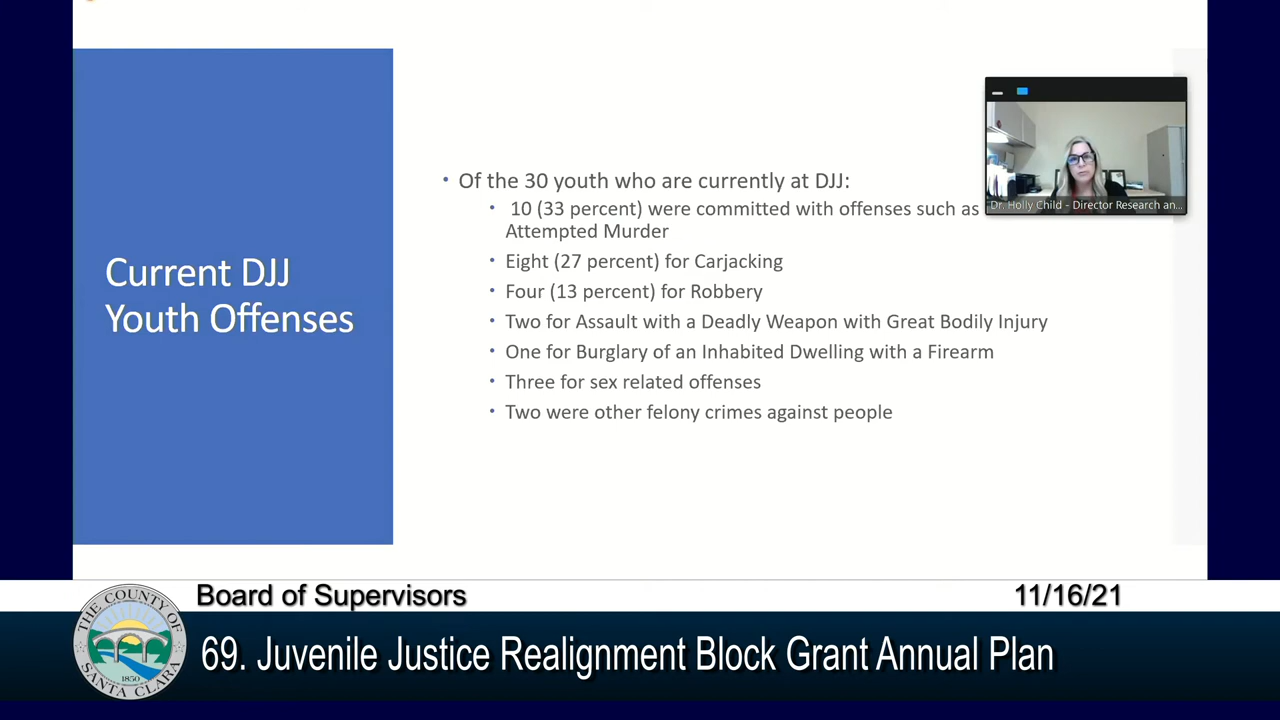 Current DJJ
Youth Offenses
• Of the 30 youth who are currently at DJJ:
• 10 (33 percent) were committed with offenses such as
Attempted Murder
• Eight (27 percent) for Carjacking
• Four (13 percent) for Robbery
• Two for Assault with a Deadly Weapon with Great Bodily Injury
• One for Burglary of an Inhabited Dwelling with a Firearm
• Three for sex related offenses
• Two were other felony crimes against people
Dr. Holly Child - Director Research an...
Board of Supervisors
11/16/21
THE COUNTY OF
SANTA CLARA
1850
69. Juvenile Justice Realignment Block Grant Annual Plan